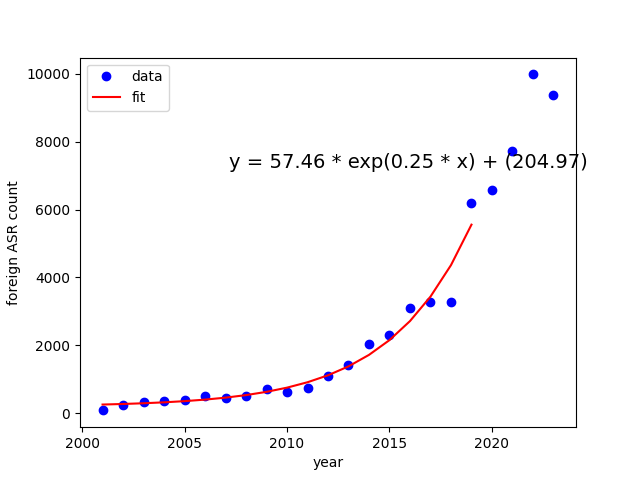 10000
8000
6000
4000
2000
0
2000
2005
2010
2015
2020
year
foreign ASR count
data
fit
y = 57.46 * exp(0.25 * x) + (204.97)